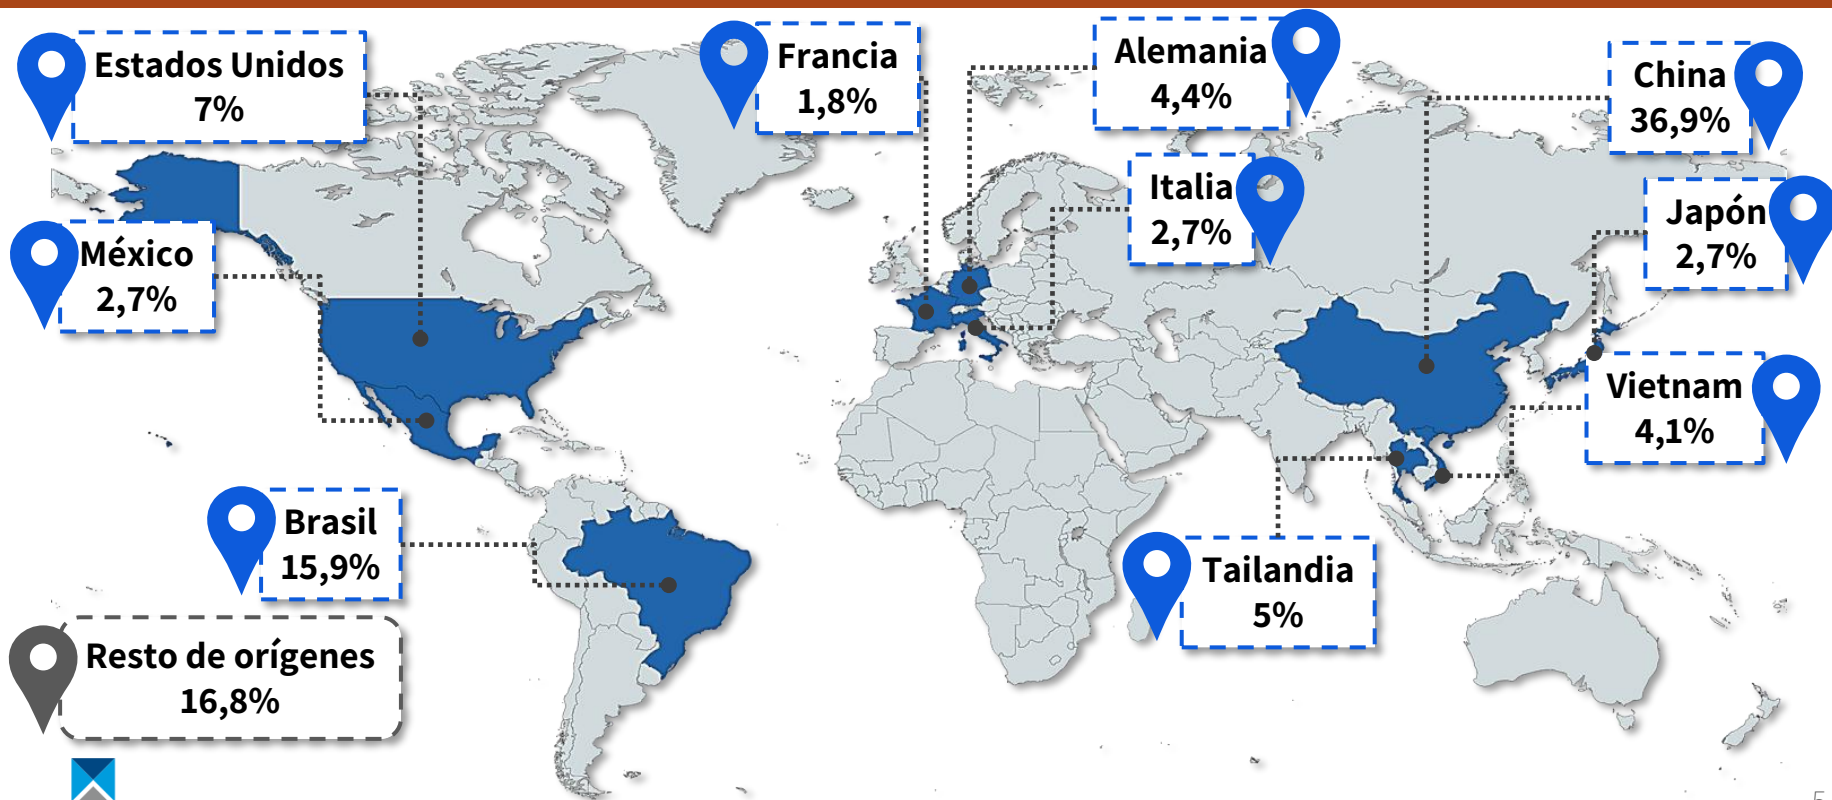 Estados Unidos
7%
Francia
1,8%
Alemania
4,4%
China
36,9%
Italia
2,7%
Japón
2,7%
México
2,7%
Vietnam
4,1%
Brasil
15,9%
Tailandia
5%
Resto de orígenes
16,8%
5